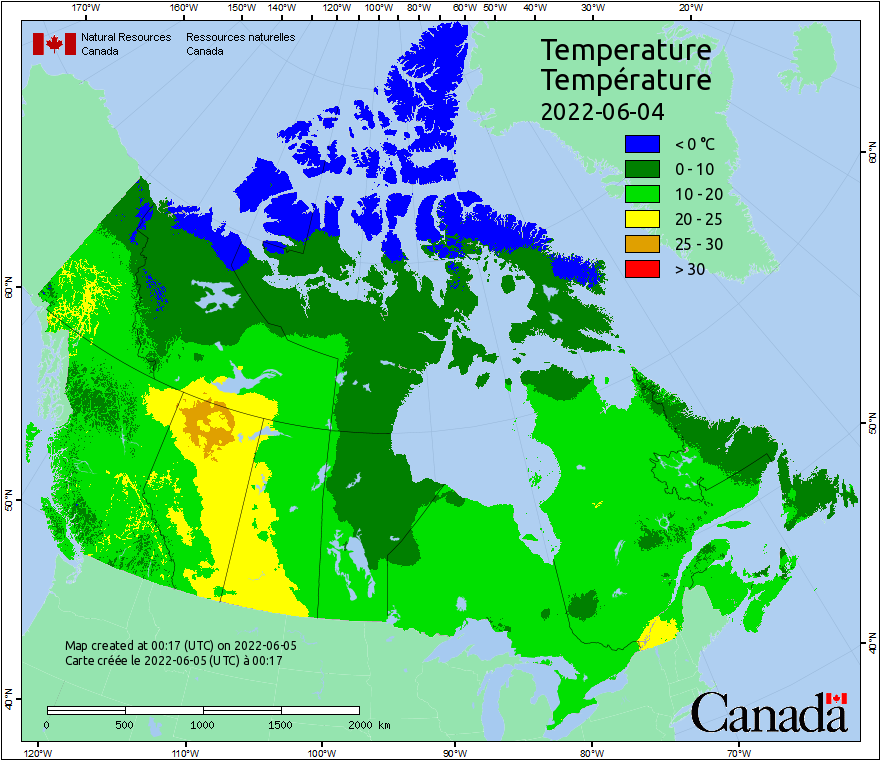 170°W 160°W 150°W 140°W 120°W 100°W 80°W 60°W 50°W 40°W 30°W 20°W
Natural Resources Ressources naturelles
Canada Canada
Temperature
Température
2022-06-04
< 0 °C
0 - 10
10 - 20
20 - 25
25 - 30
> 30
60°N
60°N
50°N
50°N
40°N
40°N
Map created at 00:17 (UTC) on 2022-06-05
Carte créée le 2022-06-05 (UTC) à 00:17
0 500 1000 1500 2000 km
Canada
120°W 110°W 100°W 90°W 80°W 70°W